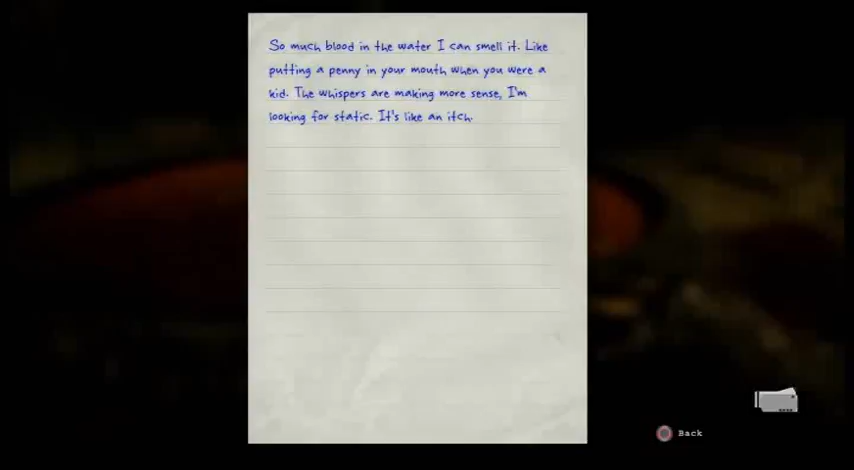 So much blood in the water I can smell it. Like
putting a penny in your mouth when you were a
kid. The whispers are making more sense, I'm
looking for static. It's like an itch.
Back